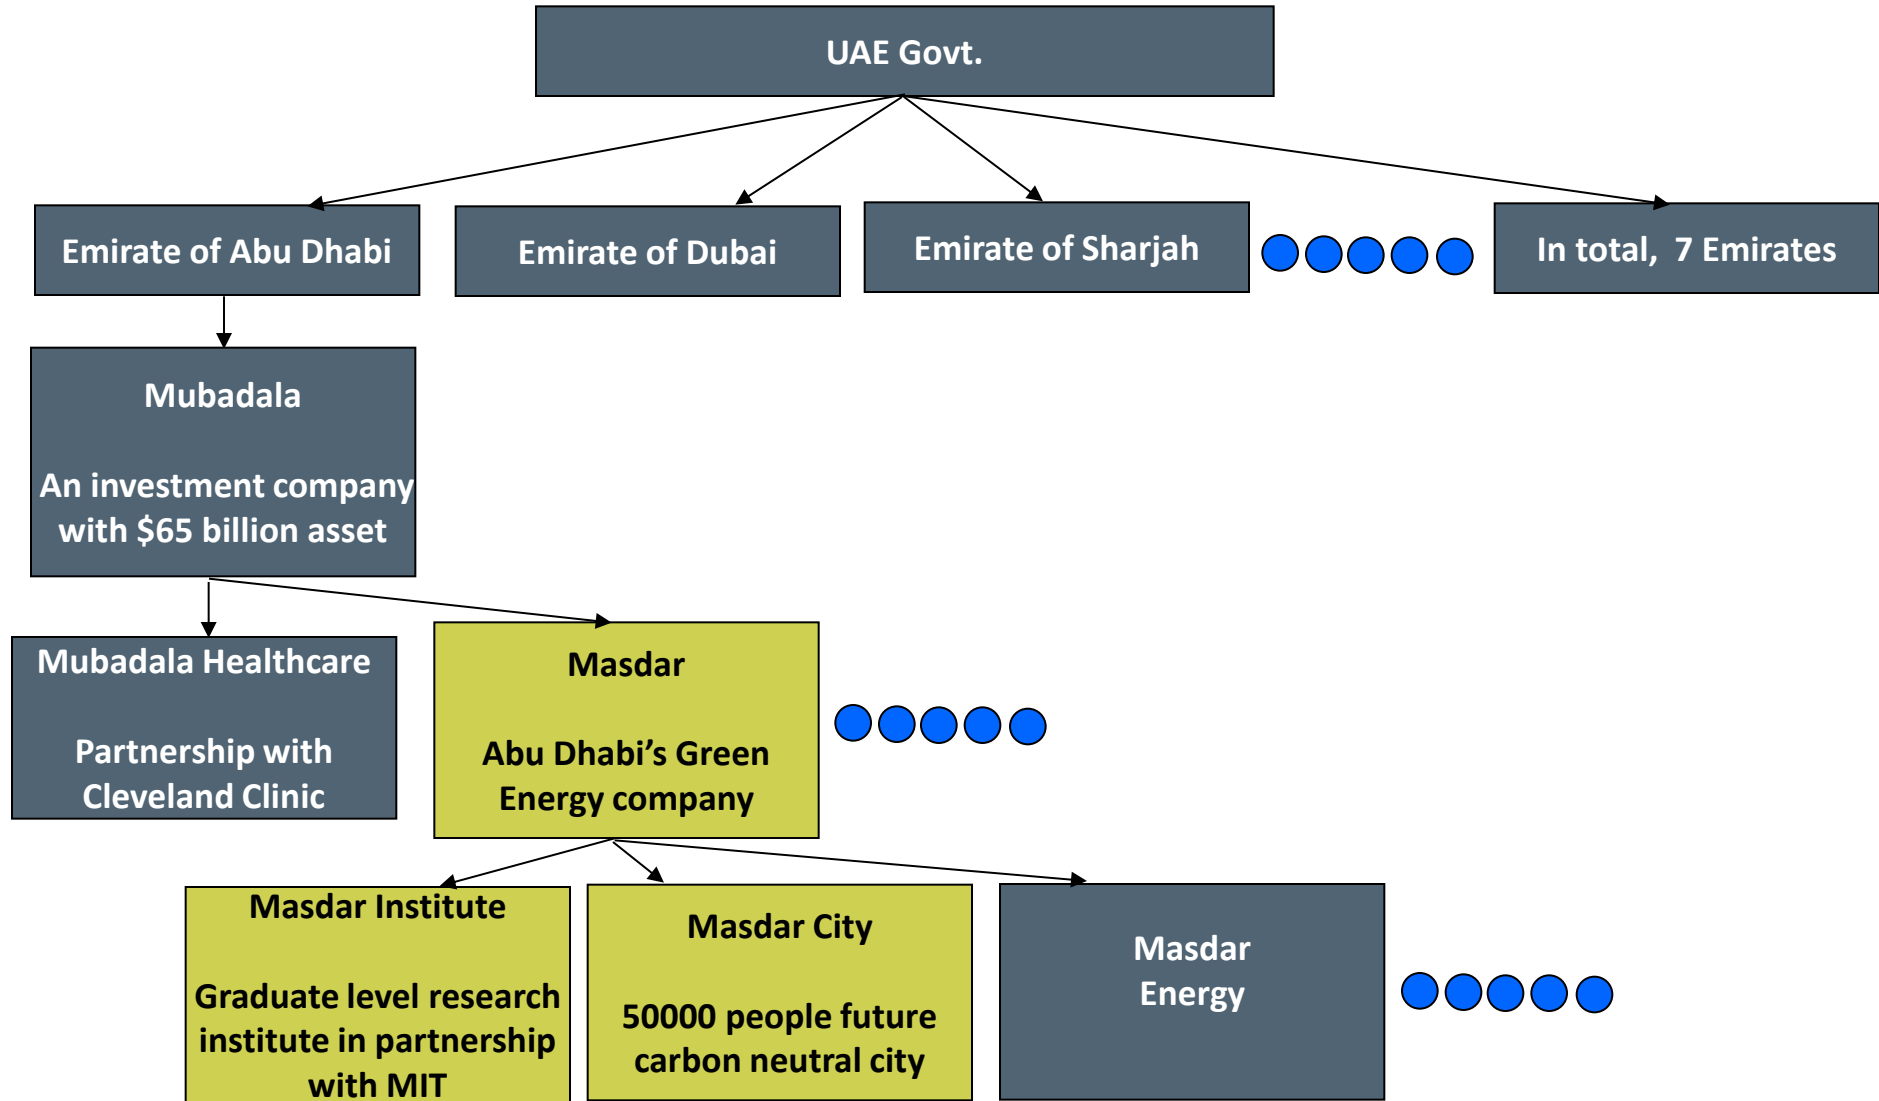 UAE Govt.
Emirate of Abu Dhabi
Emirate of Dubai
Emirate of Sharjah
In total,  7 Emirates
Mubadala
An investment company
with $65 billion asset
Mubadala Healthcare
Partnership with
Cleveland Clinic
Masdar
Abu Dhabi’s Green
Energy company
Masdar Institute
Graduate level research
institute in partnership
with MIT
Masdar City
50000 people future
carbon neutral city
Masdar
Energy